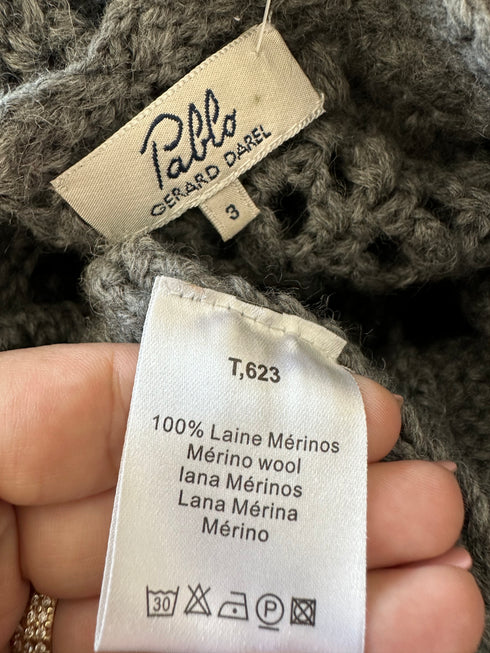 Pablo
GERARD DAREL
3
T,623
100% Laine Mérinos
Mérino wool
lana Mérinos
Lana Mérina
Mérino
30
P